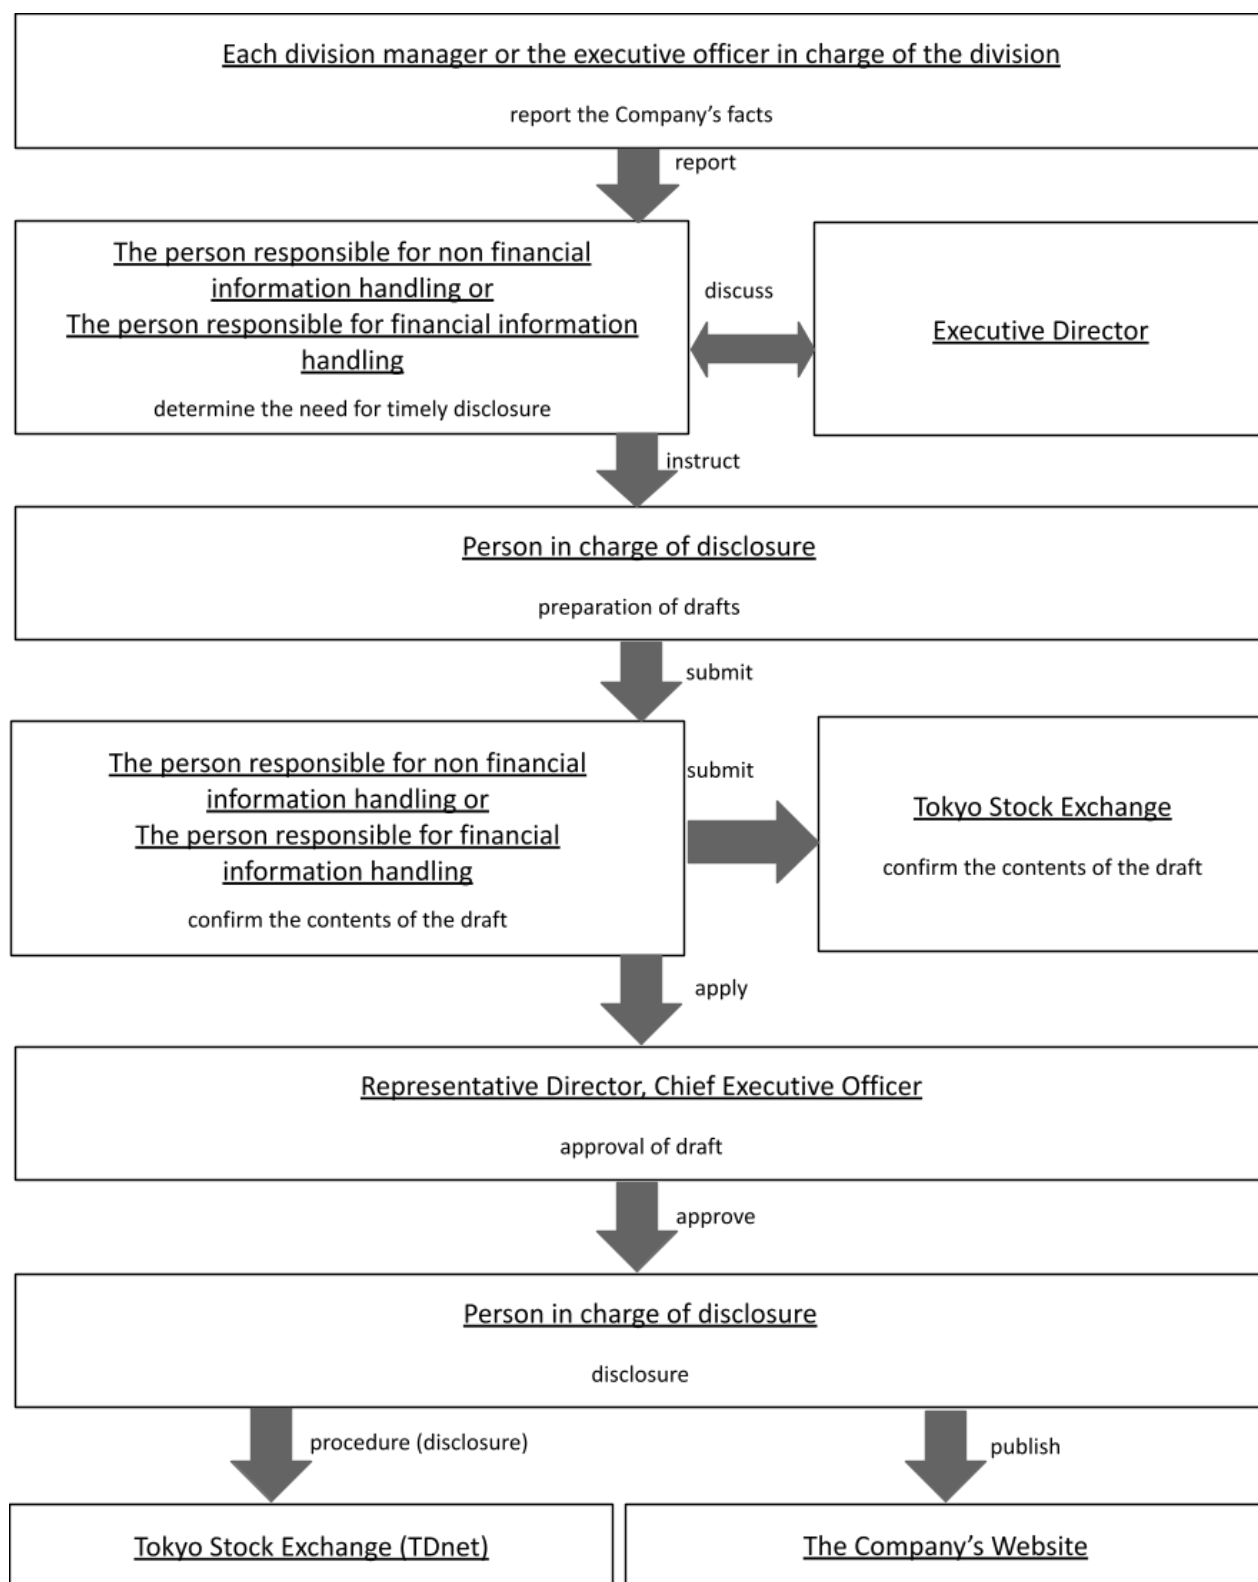 Each division manager or the executive officer in charge of the division
report the Company’s facts
report
The person responsible for non financial
information handling or
The person responsible for financial information
handling
determine the need for timely disclosure
discuss
Executive Director
instruct
Person in charge of disclosure
preparation of drafts
submit
The person responsible for non financial
information handling or
The person responsible for financial
information handling
confirm the contents of the draft
submit
Tokyo Stock Exchange
confirm the contents of the draft
apply
Representative Director, Chief Executive Officer
approval of draft
approve
Person in charge of disclosure
disclosure
procedure (disclosure)
publish
Tokyo Stock Exchange (TDnet)
The Company’s Website